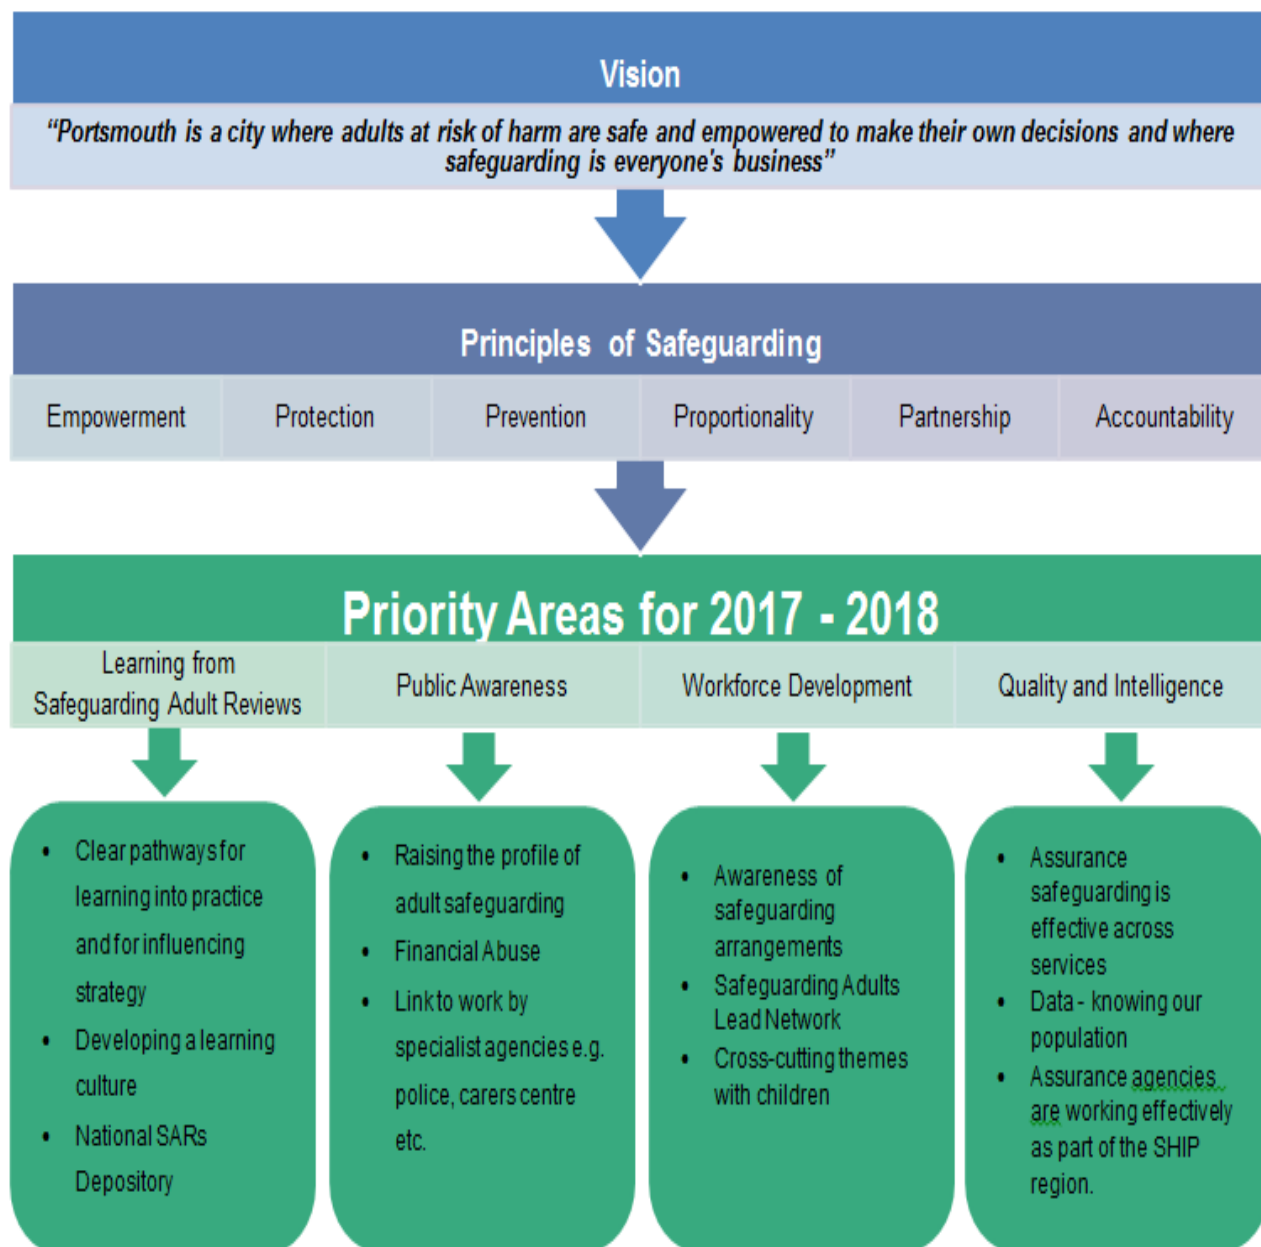 Vision
“Portsmouth is a city where adults at risk of harm are safe and empowered to make their own decisions and where
safeguarding is everyone's business”
Principles of Safeguarding
Empowerment
Protection
Prevention
Proportionality
Partnership
Accountability
Priority Areas for 2017 - 2018
Learning from
Safeguarding Adult Reviews
Public Awareness
Workforce Development
Quality and Intelligence
• Clear pathways for
learning into practice
and for influencing
strategy
• Developing a learning
culture
• National SARs
Depository
• Raising the profile of
adult safeguarding
• Financial Abuse
• Link to work by
specialist agencies e.g.
police, carers centre
etc.
• Awareness of
safeguarding
arrangements
• Safeguarding Adults
Lead Network
• Cross-cutting themes
with children
• Assurance
safeguarding is
effective across
services
• Data - knowing our
population
• Assurance agencies
are working effectively
as part of the SHIP
region.